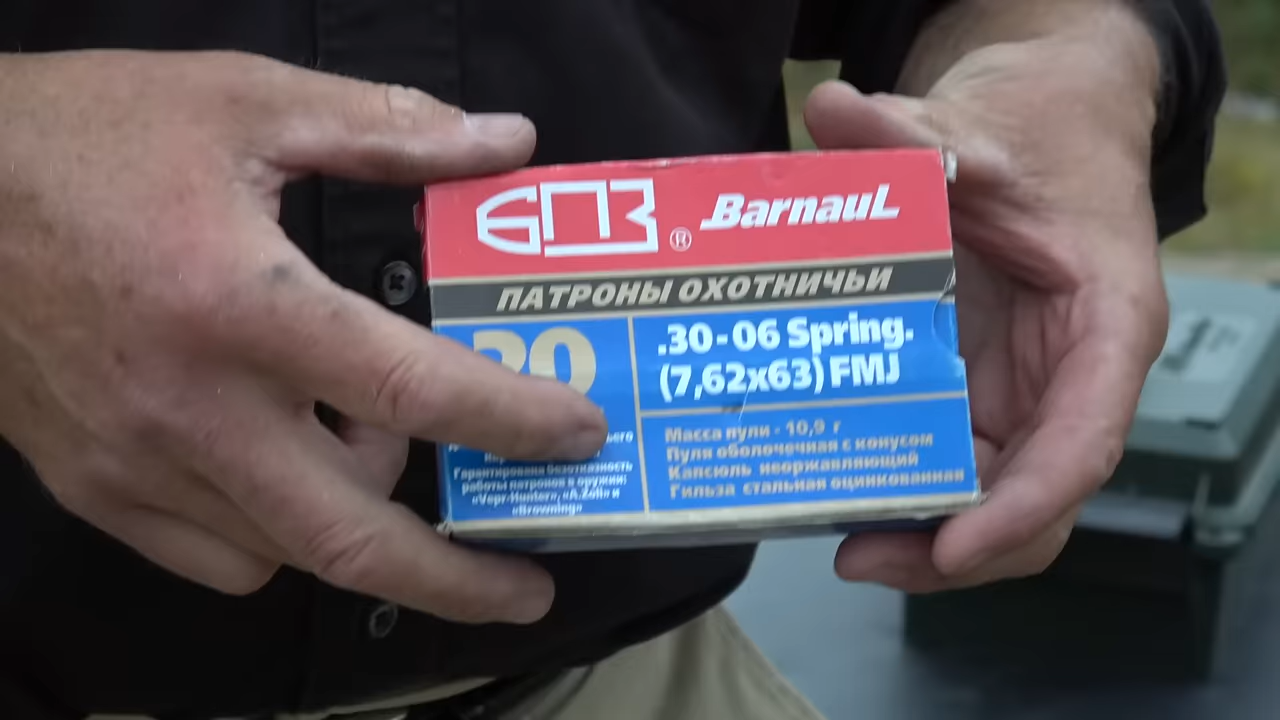 БПЗ ® Barnaul
ПАТРОНЫ ОХОТНИЧЬИ
20
.30-06 Spring.
(7,62x63) FMJ
Масса пули - 10,9 г
Пуля оболочечная с конусом
Капсюль неоржавляющий
Гильза стальная оцинкованная
Гарантирована безотказность
работы патронов в оружии:
«Vepr-Hunter», «A.Zoli» и
«Browning»